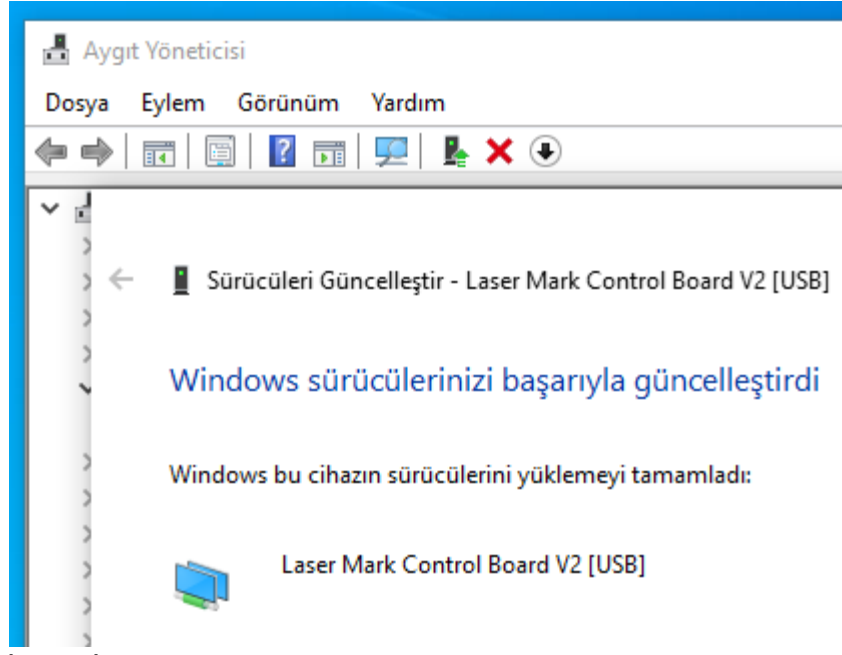 Aygıt Yöneticisi
Dosya Eylem Görünüm Yardım
Sürücüleri Güncelleştir - Laser Mark Control Board V2 [USB]
Windows sürücülerinizi başarıyla güncelleştirdi
Windows bu cihazın sürücülerini yüklemeyi tamamladı:
Laser Mark Control Board V2 [USB]